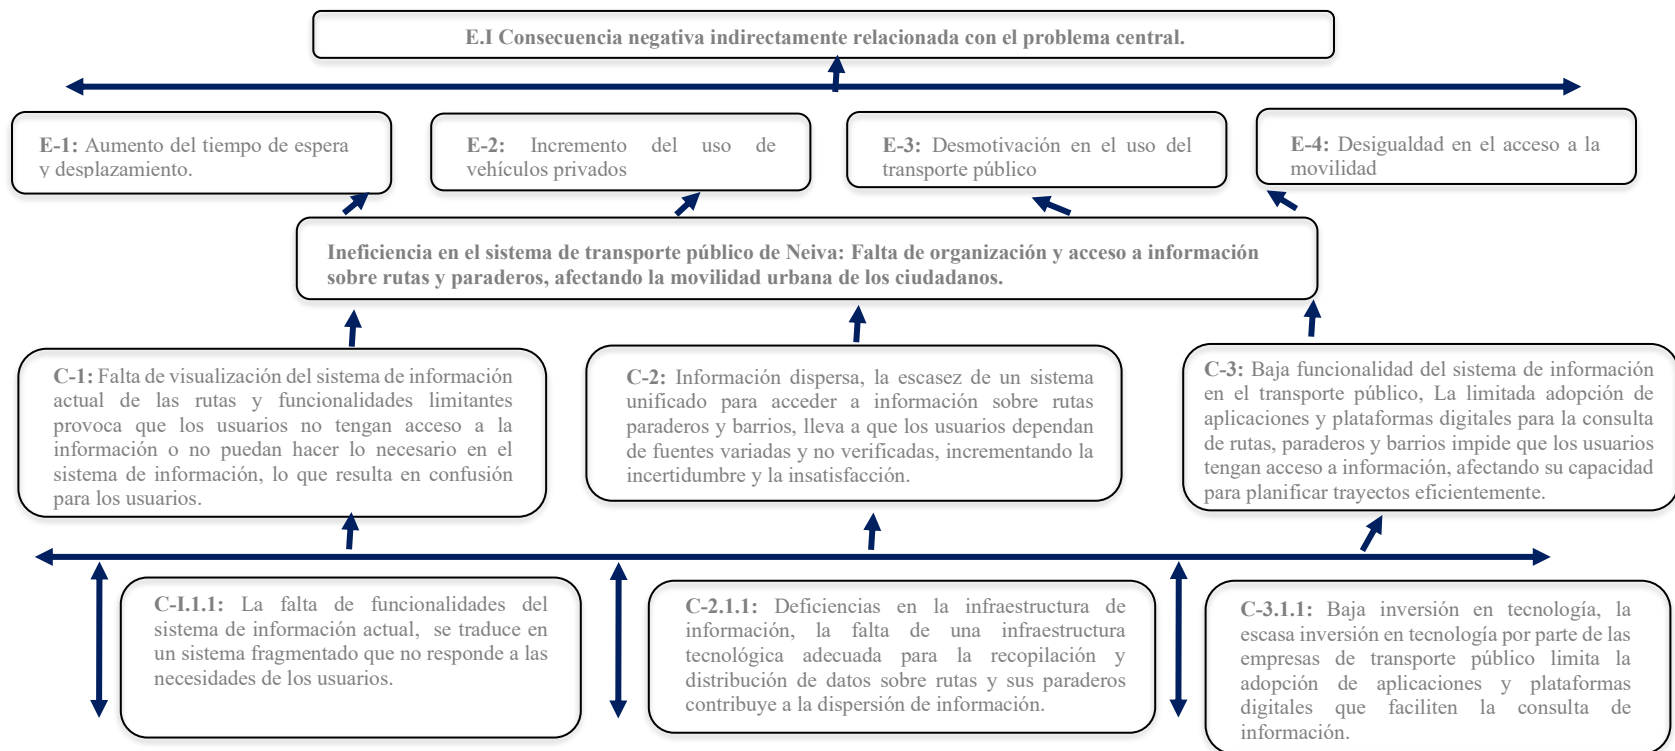 E.I Consecuencia negativa indirectamente relacionada con el problema central.
E-1: Aumento del tiempo de espera
y desplazamiento.
E-2: Incremento del uso de
vehículos privados
E-3: Desmotivación en el uso del
transporte público
E-4: Desigualdad en el acceso a la
movilidad
Ineficiencia en el sistema de transporte público de Neiva: Falta de organización y acceso a información
sobre rutas y paraderos, afectando la movilidad urbana de los ciudadanos.
C-1: Falta de visualización del sistema de información
actual de las rutas y funcionalidades limitantes
provoca que los usuarios no tengan acceso a la
información o no puedan hacer lo necesario en el
sistema de información, lo que resulta en confusión
para los usuarios.
C-2: Información dispersa, la escasez de un sistema
unificado para acceder a información sobre rutas
paraderos y barrios, lleva a que los usuarios dependan
de fuentes variadas y no verificadas, incrementando la
incertidumbre y la insatisfacción.
C-3: Baja funcionalidad del sistema de información
en el transporte público, La limitada adopción de
aplicaciones y plataformas digitales para la consulta
de rutas, paraderos y barrios impide que los usuarios
tengan acceso a información, afectando su capacidad
para planificar trayectos eficientemente.
C-I.1.1: La falta de funcionalidades del
sistema de información actual, se traduce en
un sistema fragmentado que no responde a las
necesidades de los usuarios.
C-2.1.1: Deficiencias en la infraestructura de
información, la falta de una infraestructura
tecnológica adecuada para la recopilación y
distribución de datos sobre rutas y sus paraderos
contribuye a la dispersión de información.
C-3.1.1: Baja inversión en tecnología, la
escasa inversión en tecnología por parte de las
empresas de transporte público limita la
adopción de aplicaciones y plataformas
digitales que faciliten la consulta de
información.